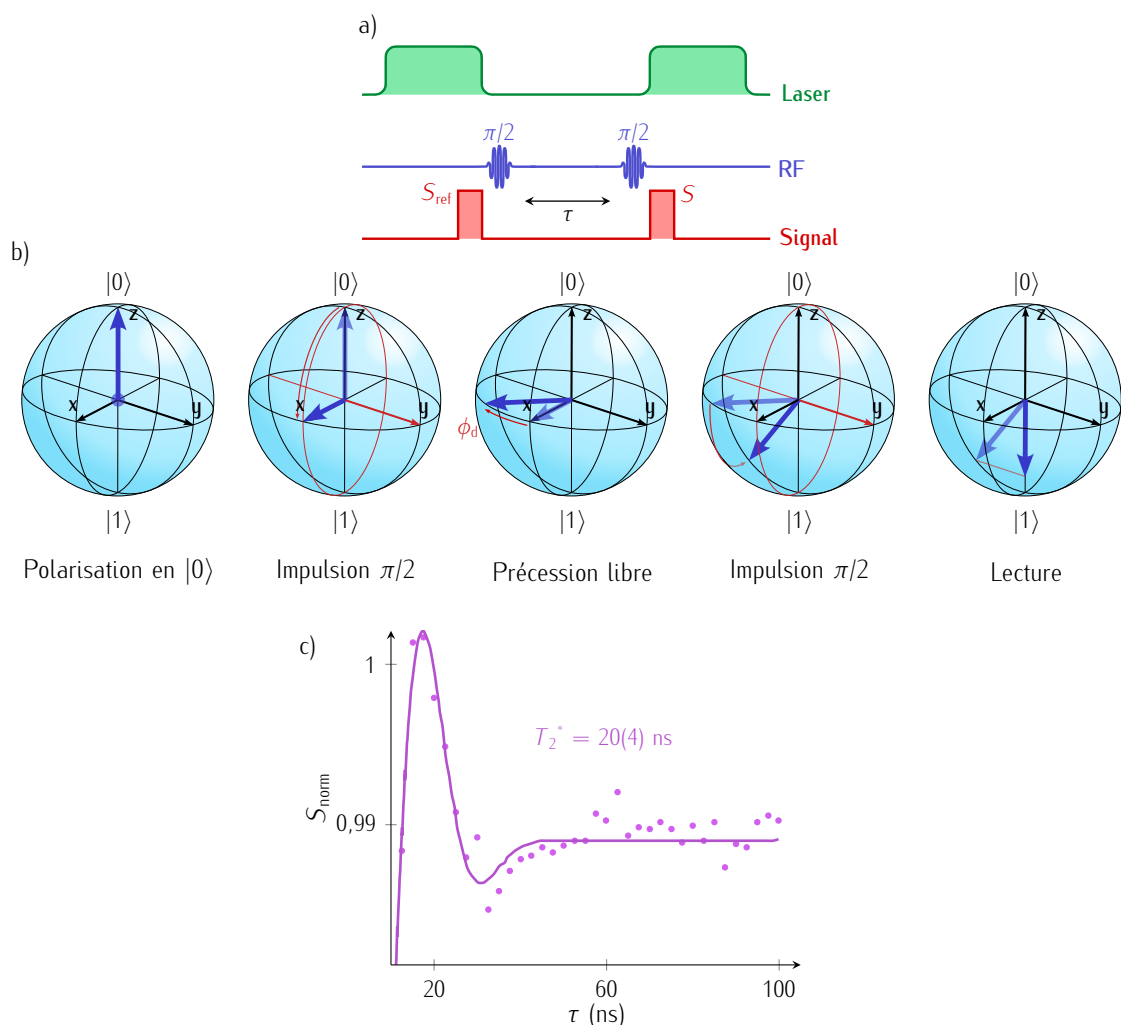 a)
Laser
π/2 π/2
RF
S_ref S
τ
Signal
b)
|0⟩ |0⟩ |0⟩ |0⟩ |0⟩
z z z z z
x y x y x y x y x y
ϕ_d
|1⟩ |1⟩ |1⟩ |1⟩ |1⟩
Polarisation en |0⟩ Impulsion π/2 Précession libre Impulsion π/2 Lecture
c)
1
T₂* = 20(4) ns
S_norm
0,99
20 60 100
τ (ns)